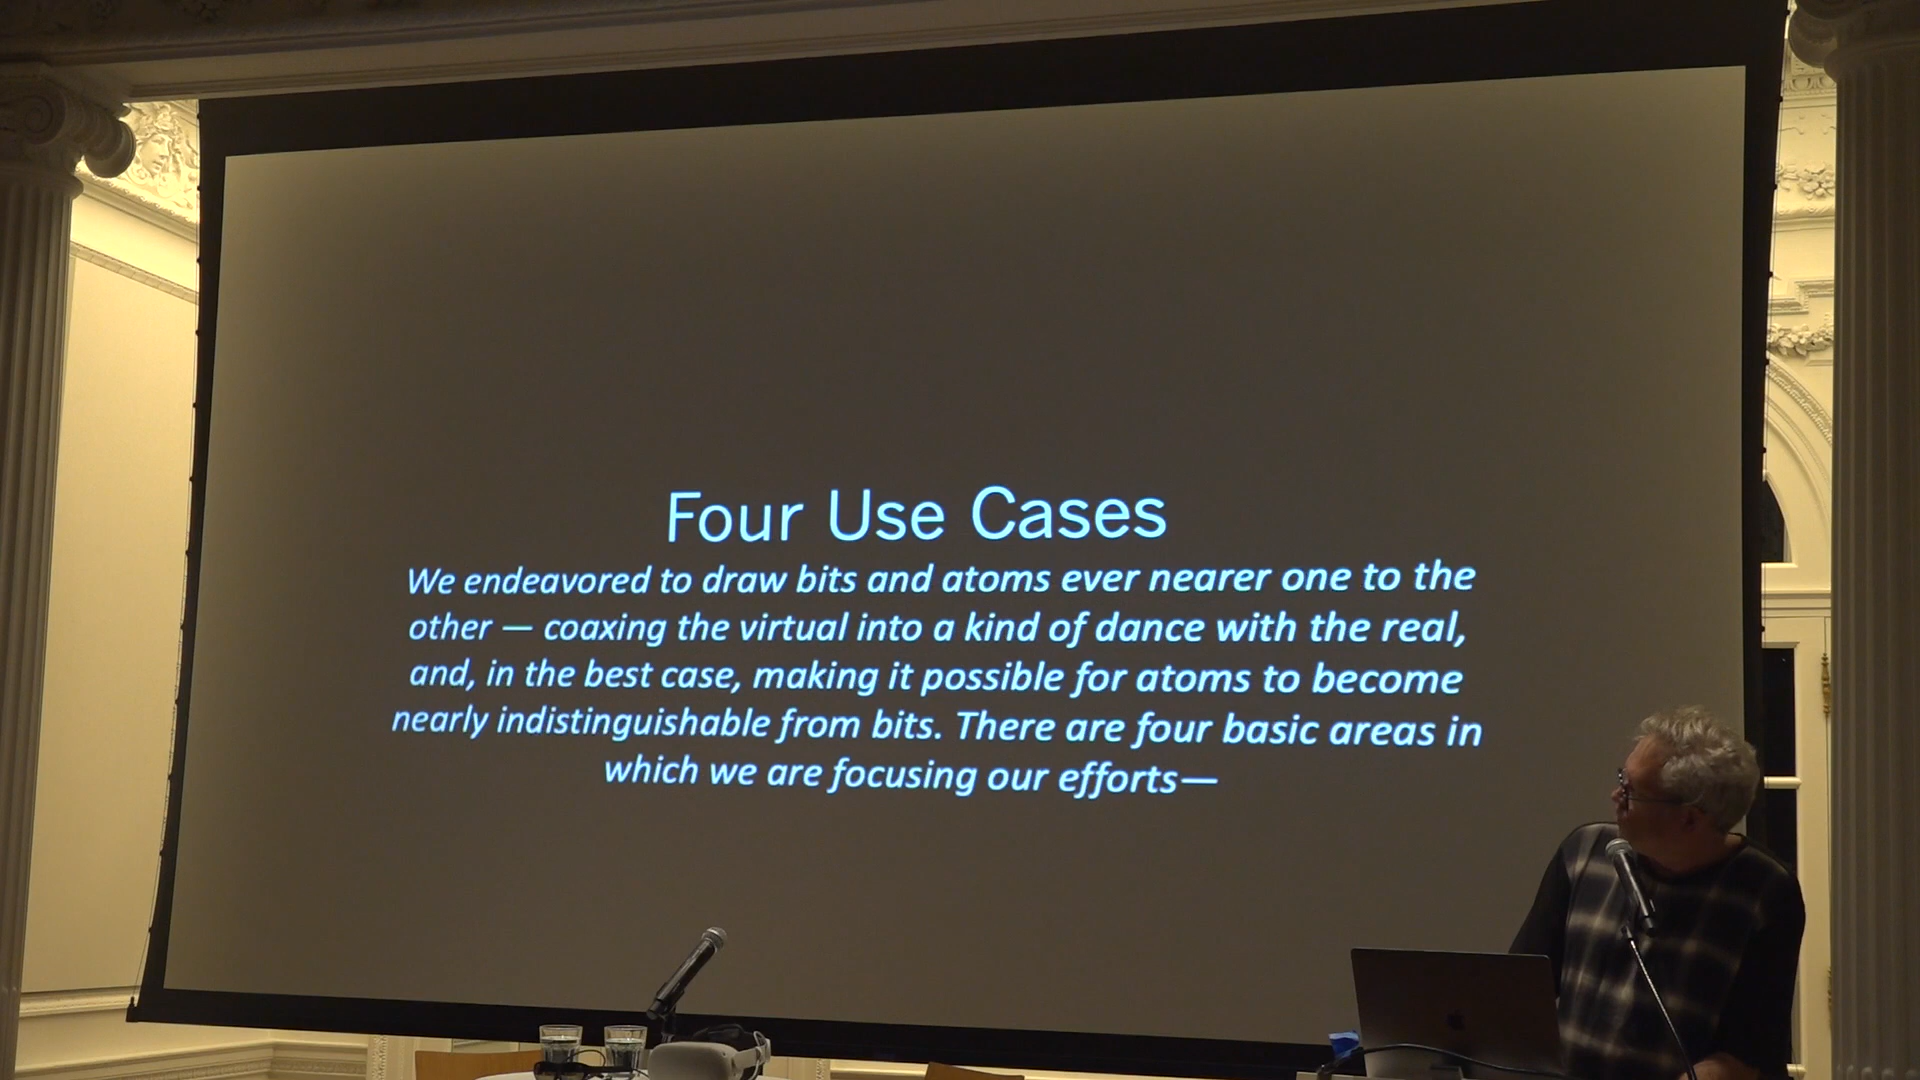 Four Use Cases
We endeavored to draw bits and atoms ever nearer one to the
other — coaxing the virtual into a kind of dance with the real,
and, in the best case, making it possible for atoms to become
nearly indistinguishable from bits. There are four basic areas in
which we are focusing our efforts—